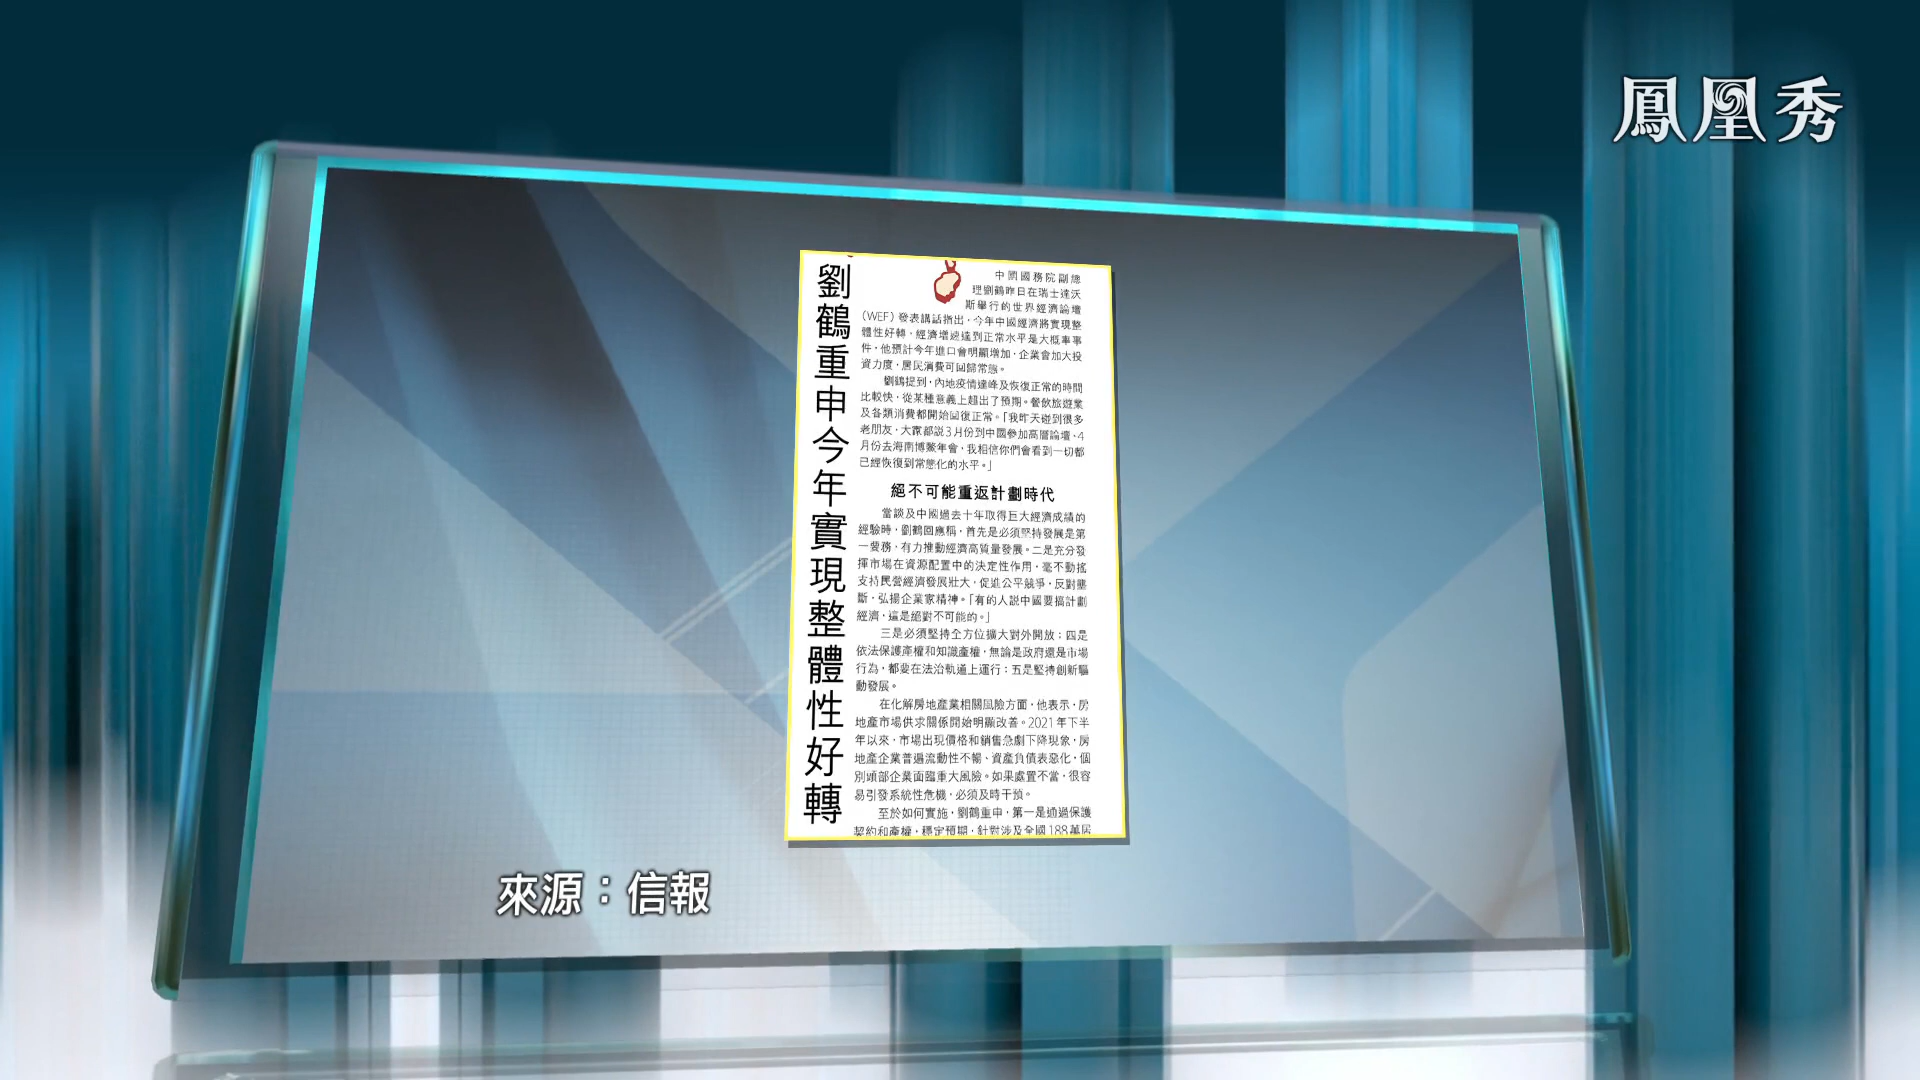 鳳凰秀
劉鶴重申今年實現整體性好轉
中國國務院副總
理劉鶴昨日在瑞士達沃
斯舉行的世界經濟論壇
（WEF）發表講話指出，今年中國經濟將實現整
體性好轉，經濟增速達到正常水平是大概率事
件，他預計今年進口會明顯增加，企業會加大投
資力度，居民消費可回歸常態。
劉鶴提到，內地疫情達峰及恢復正常的時間
比較快，從某種意義上超出了預期。餐飲旅遊業
及各類消費都開始回復正常。「我昨天碰到很多
老朋友，大家都說3月份到中國參加高層論壇、4
月份去海南博鰲年會，我相信你們會看到一切都
已經恢復到常態化的水平。」
絕不可能重返計劃時代
當談及中國過去十年取得巨大經濟成績的
經驗時，劉鶴回應稱，首先是必須堅持發展是第
一要務，有力推動經濟高質量發展。二是充分發
揮市場在資源配置中的決定性作用，毫不動搖
支持民營經濟發展壯大，促進公平競爭，反對壟
斷，弘揚企業家精神。「有的人說中國要搞計劃
經濟，這是絕對不可能的。」
三是必須堅持全方位擴大對外開放；四是
依法保護產權和知識產權，無論是政府還是市場
行為，都要在法治軌道上運行；五是堅持創新驅
動發展。
在化解房地產業相關風險方面，他表示，房
地產市場供求關係開始明顯改善。2021年下半
年以來，市場出現價格和銷售急劇下降現象，房
地產企業普遍流動性不暢、資產負債表惡化，個
別頭部企業面臨重大風險。如果處置不當，很容
易引發系統性危機，必須及時干預。
至於如何實施，劉鶴重申，第一是通過保護
契約和產權，穩定預期，針對涉及全國188萬居
來源：信報